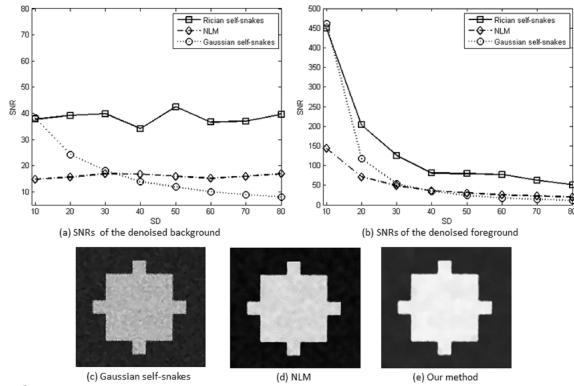 80
70
60
50
40
30
20
10
SNR
Rician self-snakes
NLM
Gaussian self-snakes
10 20 30 40 50 60 70 80
SD
(a) SNRs of the denoised background
500
450
400
350
300
250
200
150
100
50
0
SNR
Rician self-snakes
NLM
Gaussian self-snakes
10 20 30 40 50 60 70 80
SD
(b) SNRs of the denoised foreground
(c) Gaussian self-snakes
(d) NLM
(e) Our method